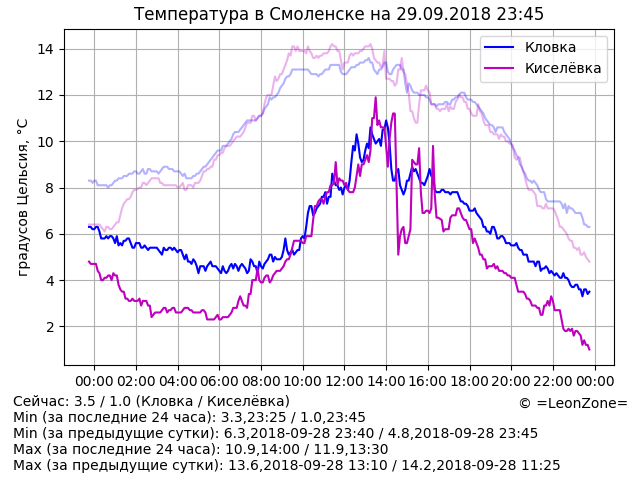 Температура в Смоленске на 29.09.2018 23:45
градусов Цельсия, °C
14
12
10
8
6
4
2
Кловка
Киселёвка
00:00 02:00 04:00 06:00 08:00 10:00 12:00 14:00 16:00 18:00 20:00 22:00 00:00
Сейчас: 3.5 / 1.0 (Кловка / Киселёвка)
© =LeonZone=
Min (за последние 24 часа): 3.3,23:25 / 1.0,23:45
Min (за предыдущие сутки): 6.3,2018-09-28 23:40 / 4.8,2018-09-28 23:45
Max (за последние 24 часа): 10.9,14:00 / 11.9,13:30
Max (за предыдущие сутки): 13.6,2018-09-28 13:10 / 14.2,2018-09-28 11:25